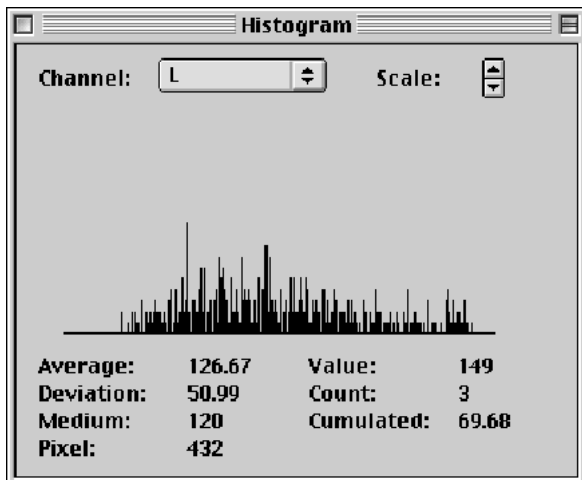 Histogram
Channel: L Scale:
Average: 126.67 Value: 149
Deviation: 50.99 Count: 3
Medium: 120 Cumulated: 69.68
Pixel: 432